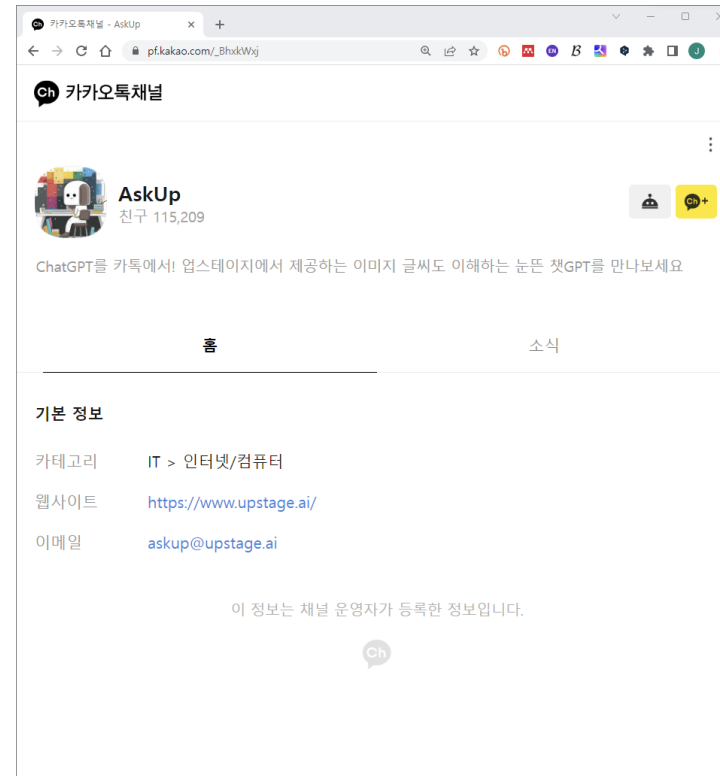 카카오톡채널 - AskUp
pf.kakao.com/_BhxkWxj
Ch 카카오톡채널
AskUp
친구 115,209
Ch+
ChatGPT를 카톡에서! 업스테이지에서 제공하는 이미지 글씨도 이해하는 눈뜬 챗GPT를 만나보세요
홈 소식
기본 정보
카테고리 IT > 인터넷/컴퓨터
웹사이트 https://www.upstage.ai/
이메일 askup@upstage.ai
이 정보는 채널 운영자가 등록한 정보입니다.
Ch